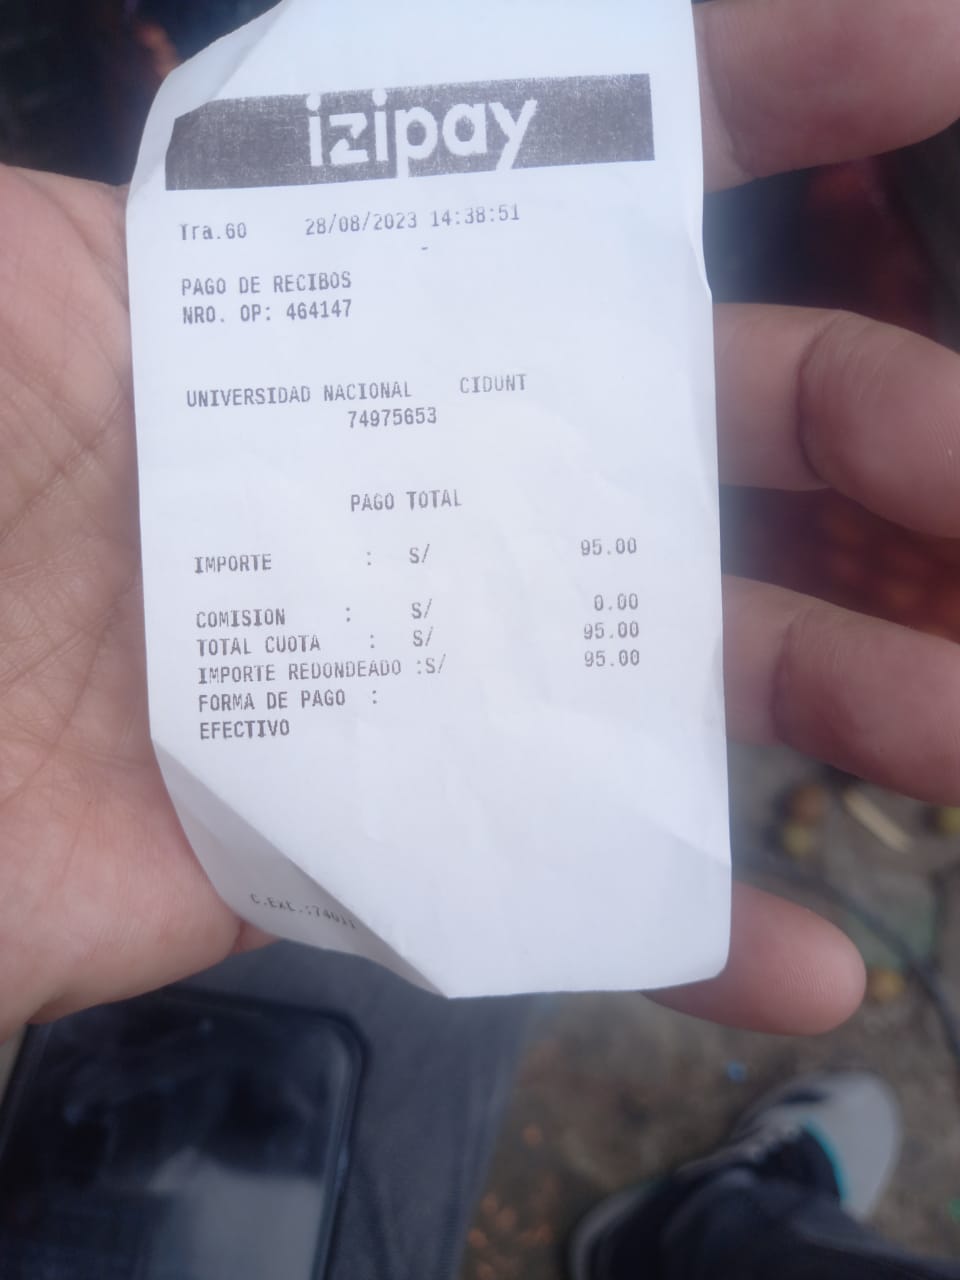 izipay
Tra.60 28/08/2023 14:38:51
-
PAGO DE RECIBOS
NRO. OP: 464147
UNIVERSIDAD NACIONAL CIDUNT
74975653
PAGO TOTAL
IMPORTE : S/ 95.00
COMISION : S/ 0.00
TOTAL CUOTA : S/ 95.00
IMPORTE REDONDEADO :S/ 95.00
FORMA DE PAGO :
EFECTIVO
C.Ext.:74011